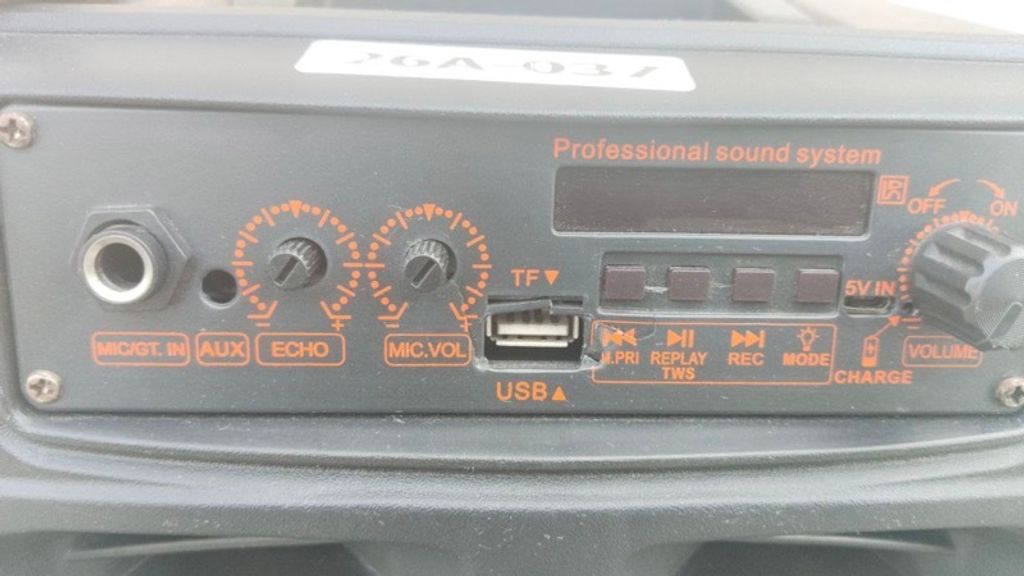 26A-037
Professional sound system
OFF ON
TF▼
5V IN
MIC/GT. IN AUX ECHO MIC.VOL
M.PRI REPLAY REC MODE
TWS
CHARGE
VOLUME
USB▲